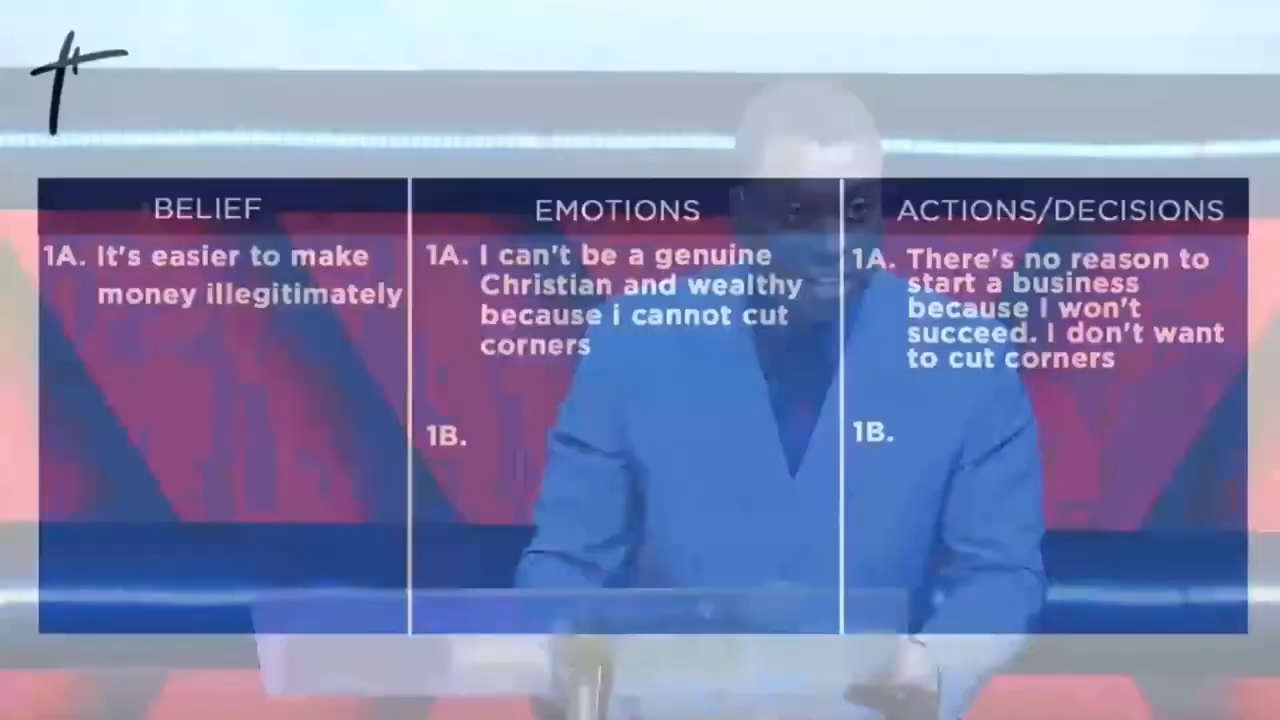 BELIEF
1A. It's easier to make
money illegitimately
EMOTIONS
1A. I can't be a genuine
Christian and wealthy
because i cannot cut
corners
1B.
ACTIONS/DECISIONS
1A. There's no reason to
start a business
because I won't
succeed. I don't want
to cut corners
1B.